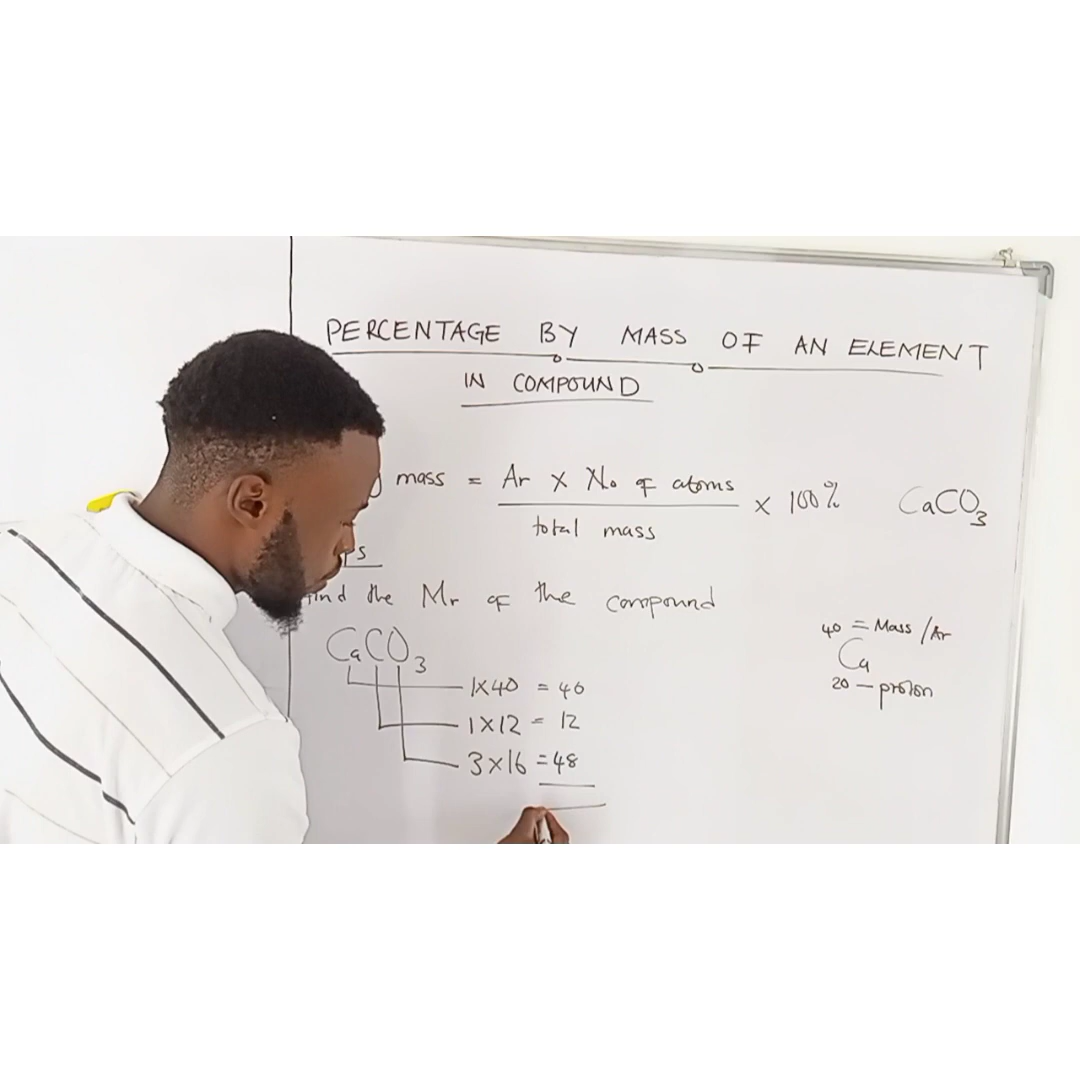 PERCENTAGE BY MASS OF AN ELEMENT
IN COMPOUND
mass = Ar x No of atoms / total mass x 100%
CaCO₃
the Mr of the compound
CaCO₃
1x40 = 40
1x12 = 12
3x16 = 48
40 = Mass / Ar
Ca
20 - proton